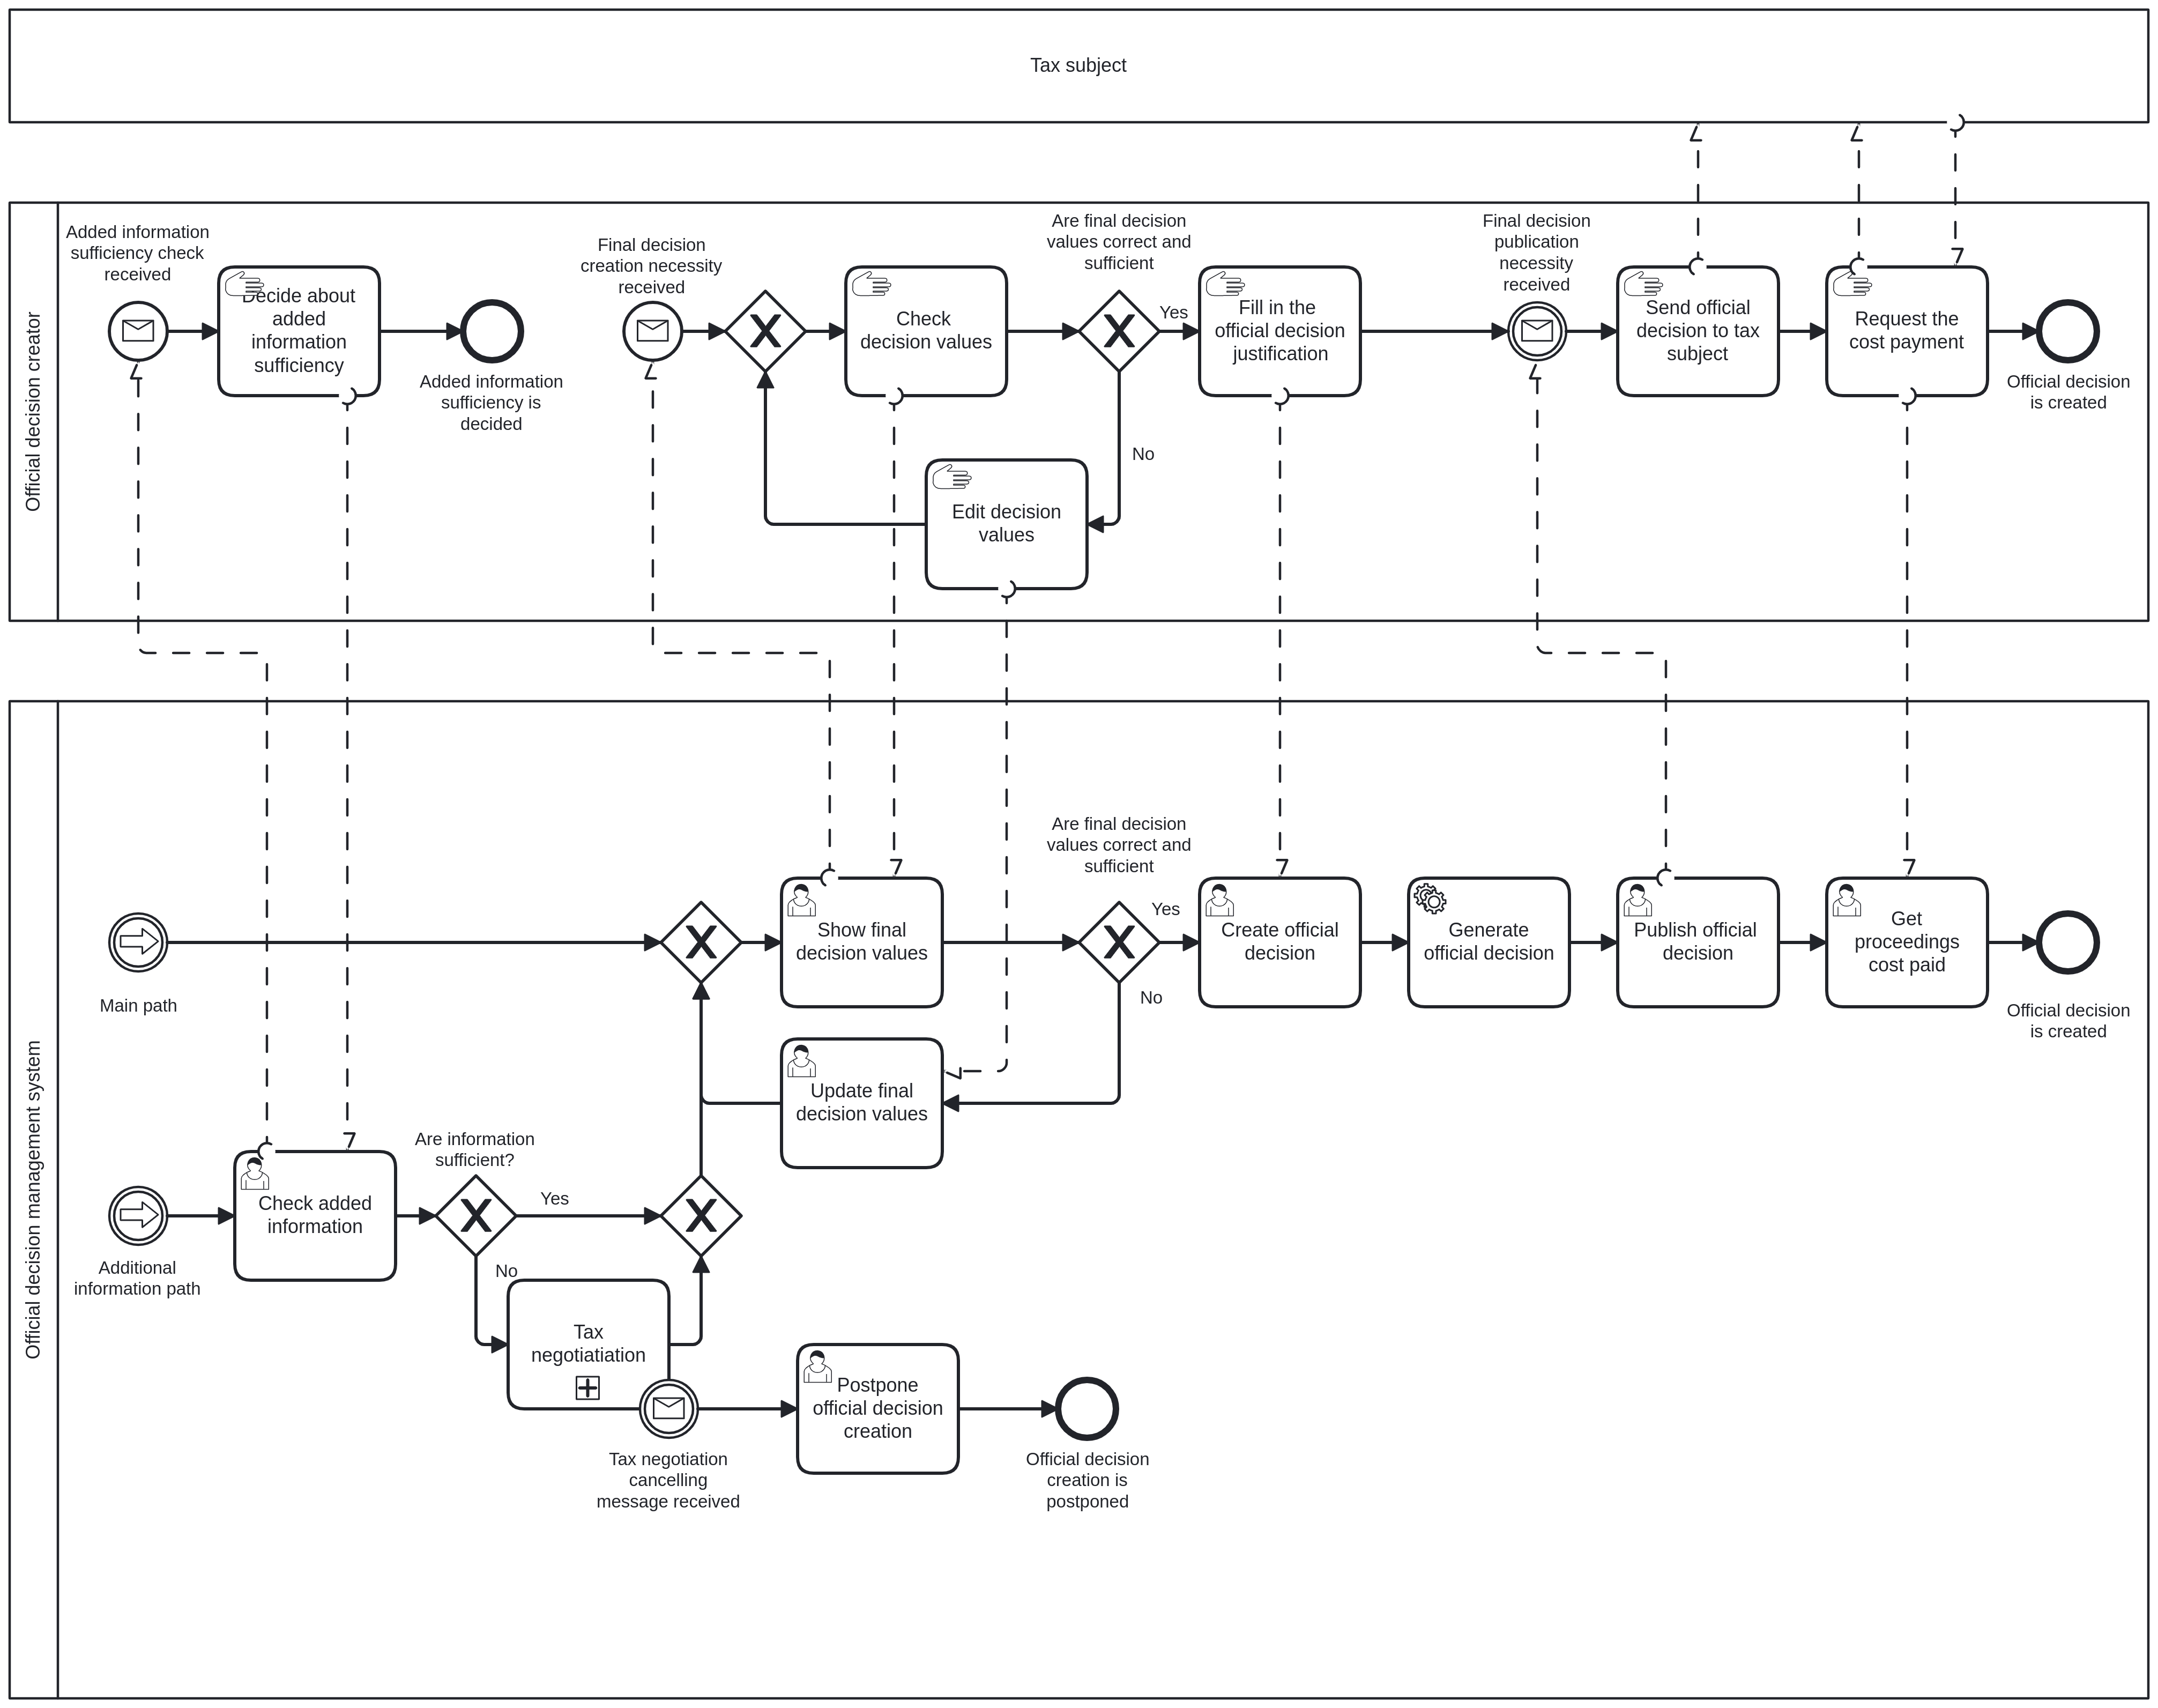 Tax subject
Official decision creator
Added information
sufficiency check
received
Decide about
added
information
sufficiency
Added information
sufficiency is
decided
Final decision
creation necessity
received
Check
decision values
Are final decision
values correct and
sufficient
Yes
No
Edit decision
values
Fill in the
official decision
justification
Final decision
publication
necessity
received
Send official
decision to tax
subject
Request the
cost payment
Official decision
is created
Official decision management system
Main path
Show final
decision values
Are final decision
values correct and
sufficient
Yes
No
Create official
decision
Generate
official decision
Publish official
decision
Get
proceedings
cost paid
Official decision
is created
Update final
decision values
Additional
information path
Check added
information
Are information
sufficient?
Yes
No
Tax
negotiatiation
Tax negotiation
cancelling
message received
Postpone
official decision
creation
Official decision
creation is
postponed